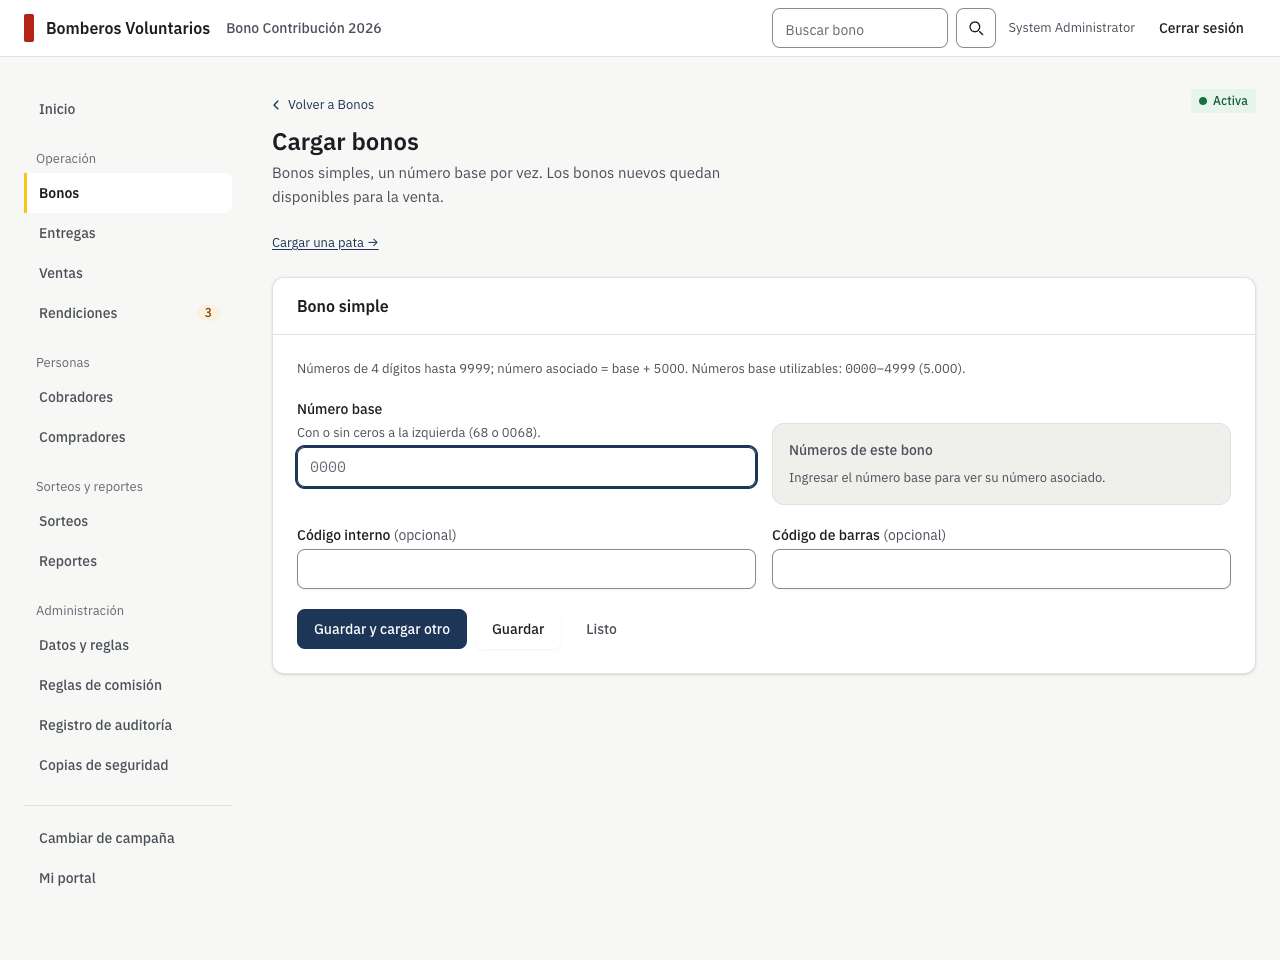 Bomberos Voluntarios
Bono Contribución 2026
Buscar bono
System Administrator
Cerrar sesión
Inicio
Operación
Bonos
Entregas
Ventas
Rendiciones 3
Personas
Cobradores
Compradores
Sorteos y reportes
Sorteos
Reportes
Administración
Datos y reglas
Reglas de comisión
Registro de auditoría
Copias de seguridad
Cambiar de campaña
Mi portal
Volver a Bonos
Activa
Cargar bonos
Bonos simples, un número base por vez. Los bonos nuevos quedan
disponibles para la venta.
Cargar una pata →
Bono simple
Números de 4 dígitos hasta 9999; número asociado = base + 5000. Números base utilizables: 0000–4999 (5.000).
Número base
Con o sin ceros a la izquierda (68 o 0068).
0000
Números de este bono
Ingresar el número base para ver su número asociado.
Código interno (opcional)
Código de barras (opcional)
Guardar y cargar otro
Guardar
Listo